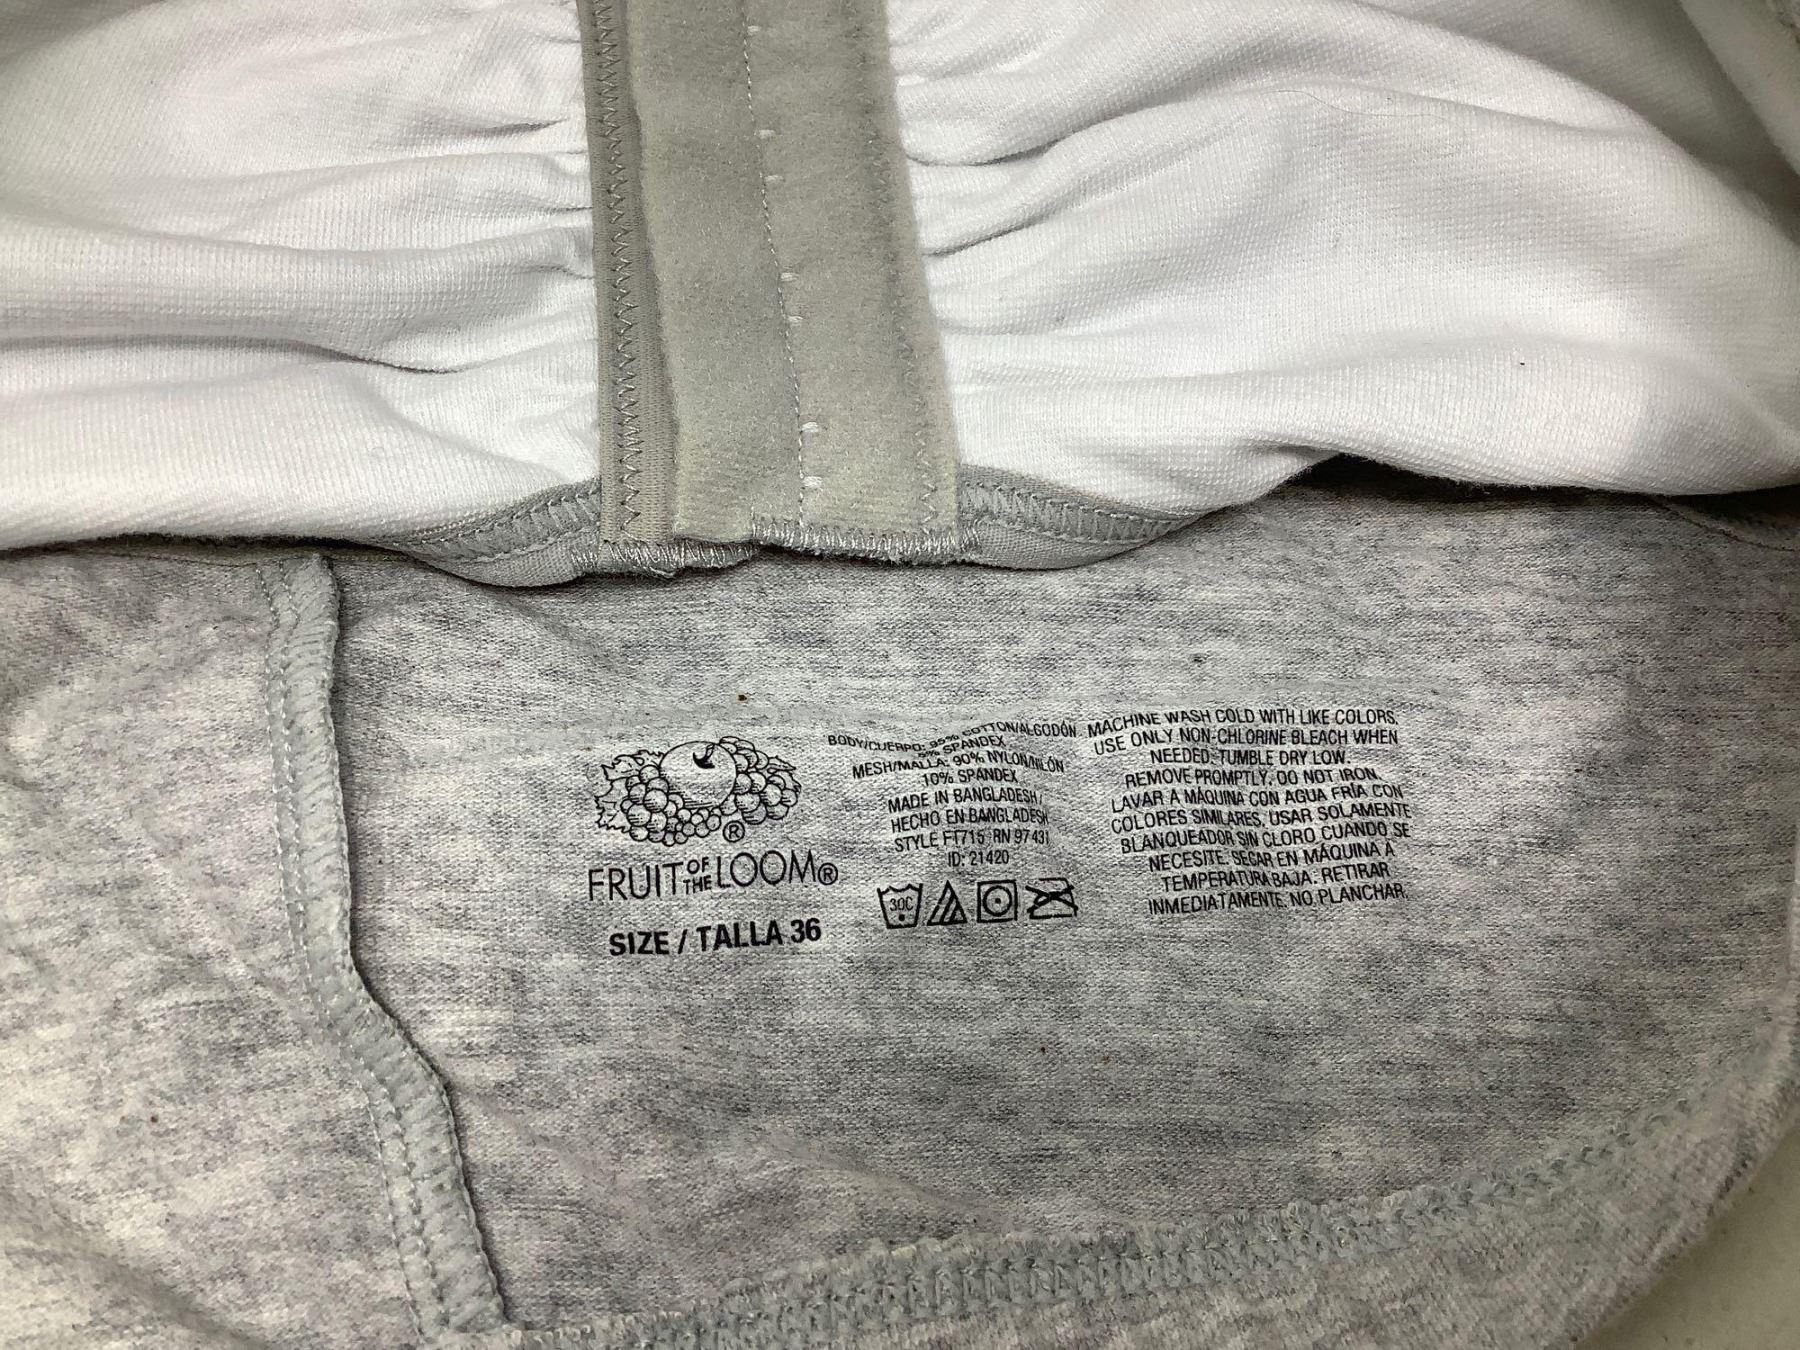 FRUIT OF THE LOOM®
SIZE / TALLA 36
BODY/CUERPO: 95% COTTON/ALGODÓN
5% SPANDEX
MESH/MALLA: 90% NYLON/NILÓN
10% SPANDEX
MADE IN BANGLADESH/
HECHO EN BANGLADESH
STYLE FT715 RN 97431
ID: 21420
30C
MACHINE WASH COLD WITH LIKE COLORS.
USE ONLY NON-CHLORINE BLEACH WHEN
NEEDED. TUMBLE DRY LOW.
REMOVE PROMPTLY. DO NOT IRON.
LAVAR A MÁQUINA CON AGUA FRÍA CON
COLORES SIMILARES. USAR SOLAMENTE
BLANQUEADOR SIN CLORO CUANDO SE
NECESITE. SECAR EN MÁQUINA A
TEMPERATURA BAJA. RETIRAR
INMEDIATAMENTE. NO PLANCHAR.